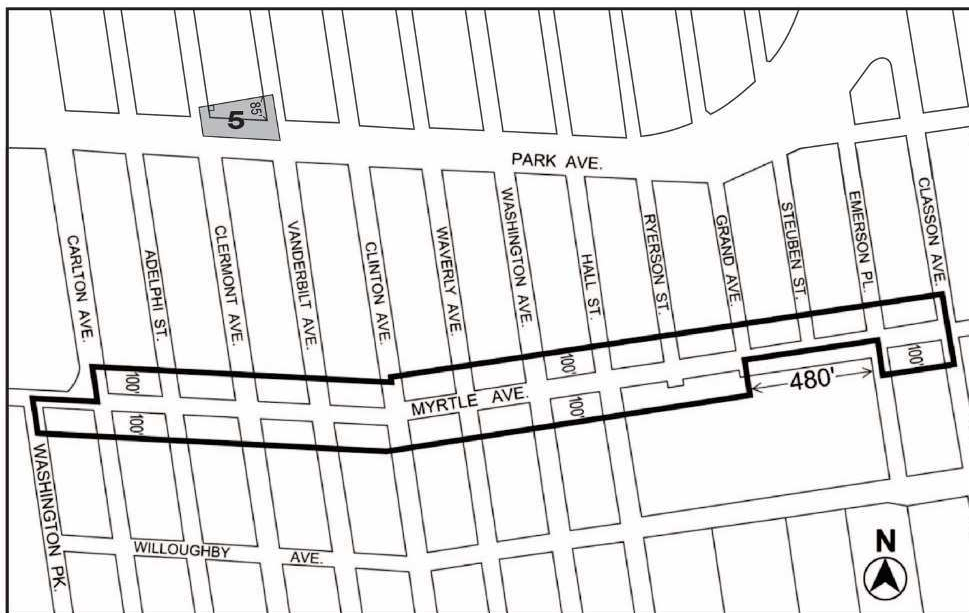 85'
5
PARK AVE.
CARLTON AVE.
ADELPHI ST.
CLERMONT AVE.
VANDERBILT AVE.
CLINTON AVE.
WAVERLY AVE.
WASHINGTON AVE.
HALL ST.
RYERSON ST.
GRAND AVE.
STEUBEN ST.
EMERSON PL.
CLASSON AVE.
100'
100'
100'
480'
MYRTLE AVE.
100'
100'
WASHINGTON PK.
WILLOUGHBY AVE.
N